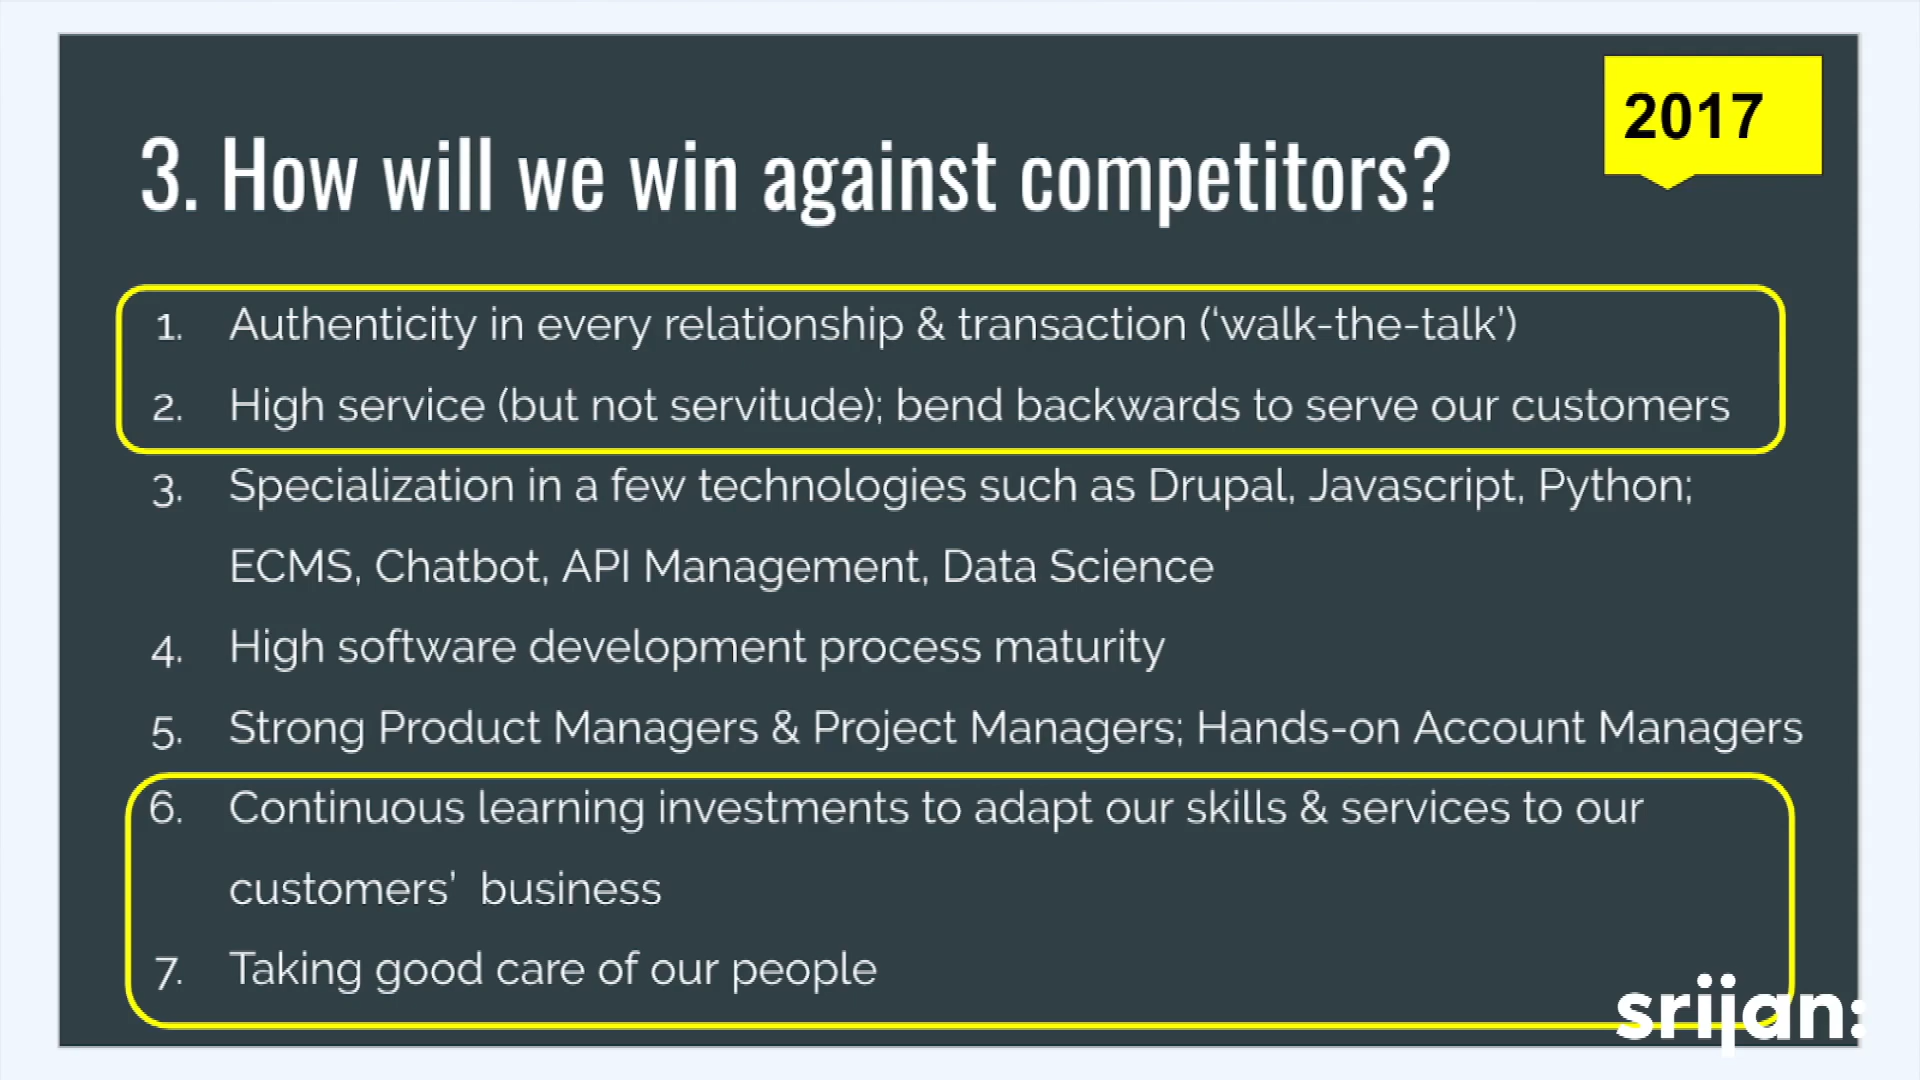 2017
3. How will we win against competitors?
1. Authenticity in every relationship & transaction (‘walk-the-talk’)
2. High service (but not servitude); bend backwards to serve our customers
3. Specialization in a few technologies such as Drupal, Javascript, Python;
ECMS, Chatbot, API Management, Data Science
4. High software development process maturity
5. Strong Product Managers & Project Managers; Hands-on Account Managers
6. Continuous learning investments to adapt our skills & services to our
customers’ business
7. Taking good care of our people
srijan: